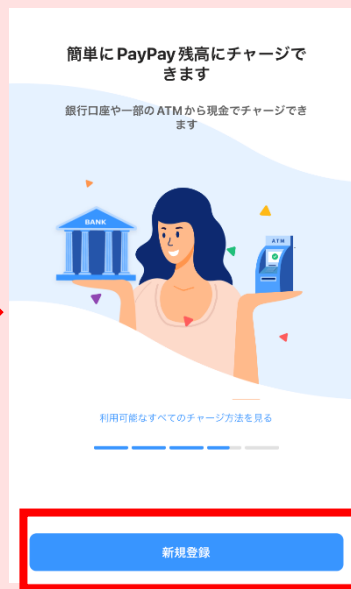 簡単にPayPay残高にチャージで
きます
銀行口座や一部のATMから現金でチャージでき
ます
BANK
ATM
利用可能なすべてのチャージ方法を見る
新規登録